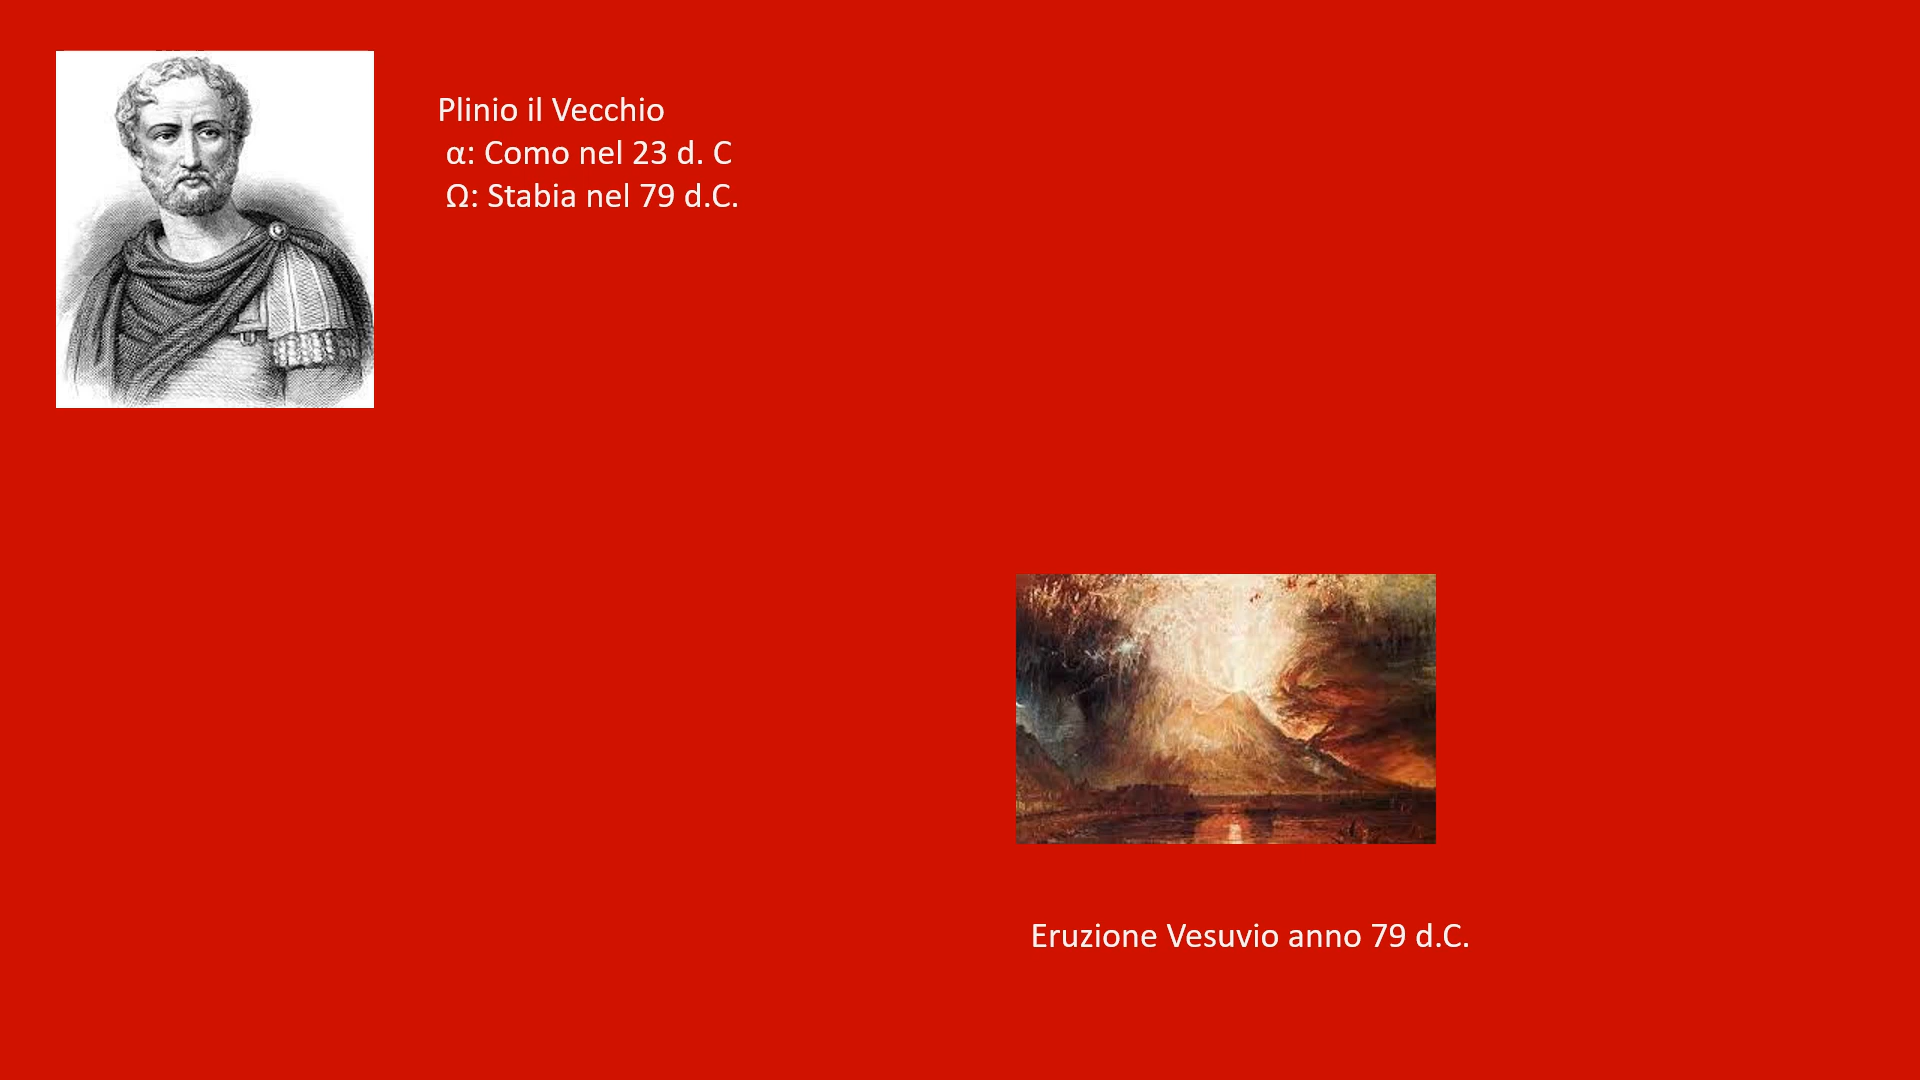 Plinio il Vecchio
α: Como nel 23 d. C
Ω: Stabia nel 79 d.C.
Eruzione Vesuvio anno 79 d.C.